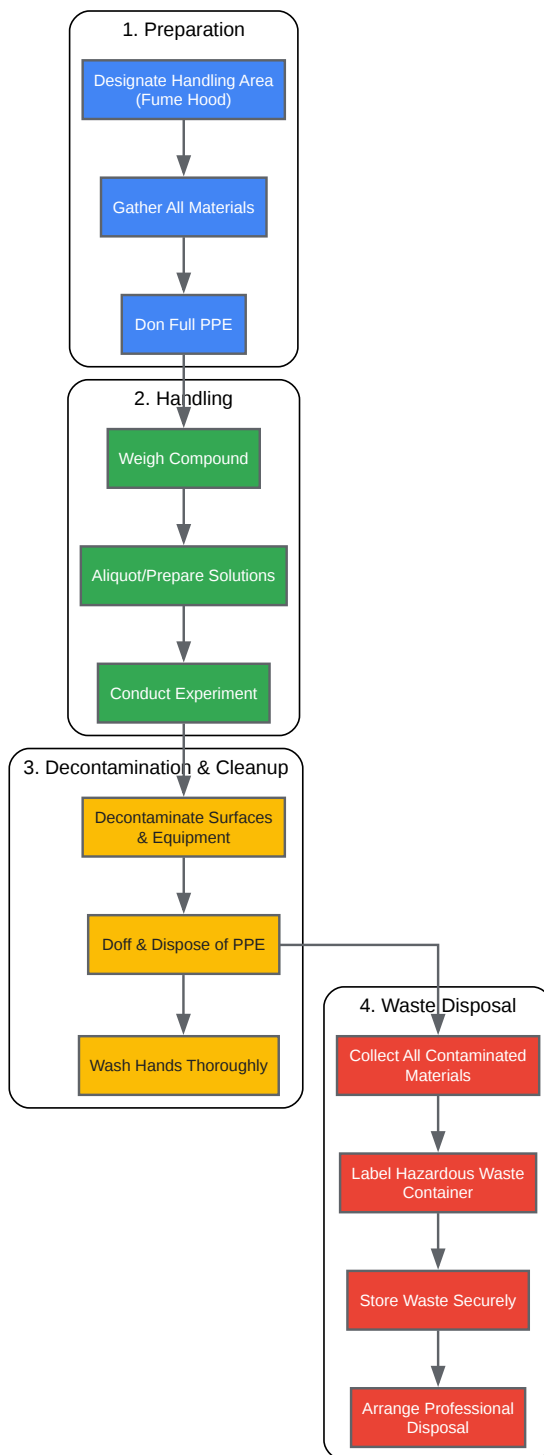 1. Preparation
Designate Handling Area
(Fume Hood)
Gather All Materials
Don Full PPE
2. Handling
Weigh Compound
Aliquot/Prepare Solutions
Conduct Experiment
3. Decontamination & Cleanup
Decontaminate Surfaces
& Equipment
Doff & Dispose of PPE
Wash Hands Thoroughly
4. Waste Disposal
Collect All Contaminated
Materials
Label Hazardous Waste
Container
Store Waste Securely
Arrange Professional
Disposal